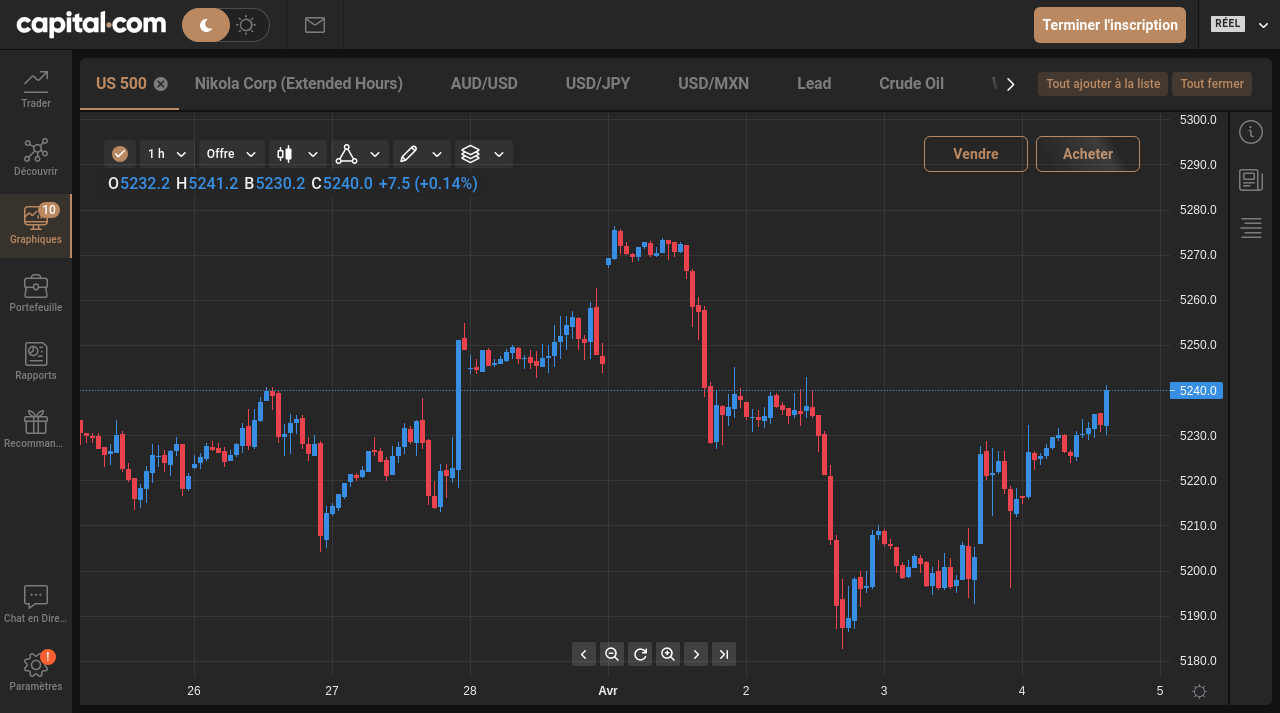 capital.com
Terminer l'inscription
RÉEL
US 500
Nikola Corp (Extended Hours)
AUD/USD
USD/JPY
USD/MXN
Lead
Crude Oil
Tout ajouter à la liste
Tout fermer
Trader
Découvrir
10
Graphiques
Portefeuille
Rapports
Recomman...
Chat en Dire...
!
Paramètres
1 h
Offre
Vendre
Acheter
O5232.2 H5241.2 B5230.2 C5240.0 +7.5 (+0.14%)
5300.0
5290.0
5280.0
5270.0
5260.0
5250.0
5240.0
5230.0
5220.0
5210.0
5200.0
5190.0
5180.0
26
27
28
Avr
2
3
4
5